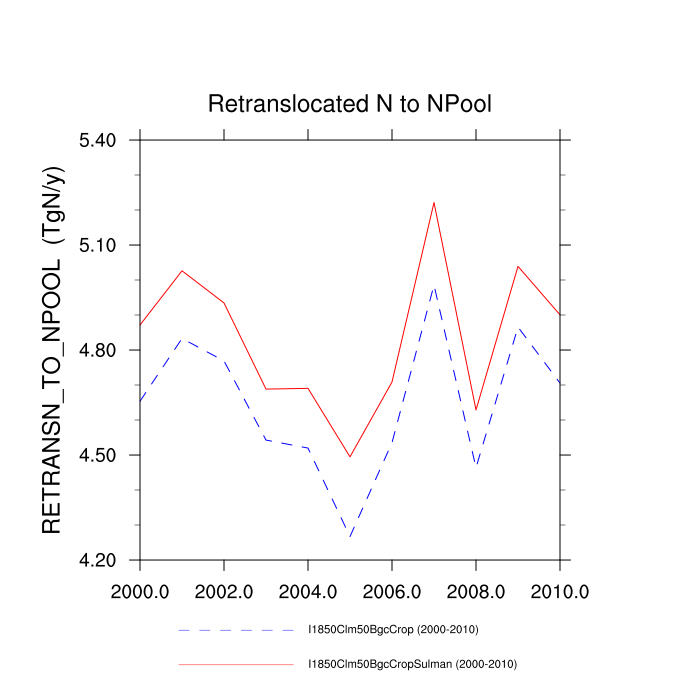 Retranslocated N to NPool
RETRANSN_TO_NPOOL (TgN/y)
5.40
5.10
4.80
4.50
4.20
2000.0 2002.0 2004.0 2006.0 2008.0 2010.0
I1850Clm50BgcCrop (2000-2010)
I1850Clm50BgcCropSulman (2000-2010)